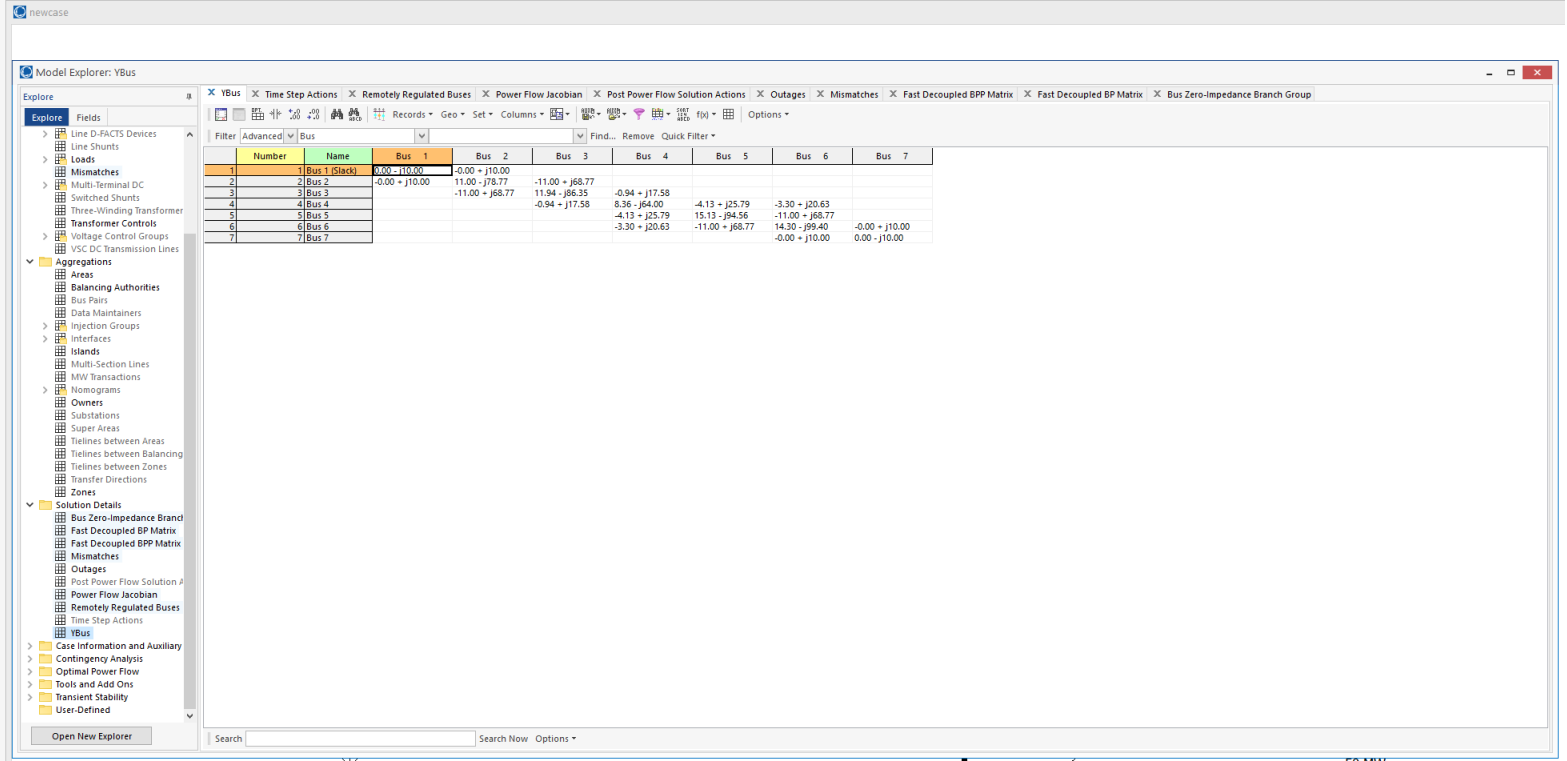 newcase
Model Explorer: YBus
Explore
Explore Fields
Line D-FACTS Devices
Line Shunts
Loads
Mismatches
Multi-Terminal DC
Switched Shunts
Three-Winding Transformer
Transformer Controls
Voltage Control Groups
VSC DC Transmission Lines
Aggregations
Areas
Balancing Authorities
Bus Pairs
Data Maintainers
Injection Groups
Interfaces
Islands
Multi-Section Lines
MW Transactions
Nomograms
Owners
Substations
Super Areas
Tielines between Areas
Tielines between Balancing
Tielines between Zones
Transfer Directions
Zones
Solution Details
Bus Zero-Impedance Branch
Fast Decoupled BP Matrix
Fast Decoupled BPP Matrix
Mismatches
Outages
Post Power Flow Solution A
Power Flow Jacobian
Remotely Regulated Buses
Time Step Actions
YBus
Case Information and Auxiliary
Contingency Analysis
Optimal Power Flow
Tools and Add Ons
Transient Stability
User-Defined
Open New Explorer
X YBus X Time Step Actions X Remotely Regulated Buses X Power Flow Jacobian X Post Power Flow Solution Actions X Outages X Mismatches X Fast Decoupled BPP Matrix X Fast Decoupled BP Matrix X Bus Zero-Impedance Branch Group
Records Geo Set Columns f(x) Options
Filter Advanced Bus Find... Remove Quick Filter
Number Name Bus 1 Bus 2 Bus 3 Bus 4 Bus 5 Bus 6 Bus 7
1 1 Bus 1 (Slack) 0.00 - j10.00 -0.00 + j10.00
2 2 Bus 2 -0.00 + j10.00 11.00 - j78.77 -11.00 + j68.77
3 3 Bus 3 -11.00 + j68.77 11.94 - j86.35 -0.94 + j17.58
4 4 Bus 4 -0.94 + j17.58 8.36 - j64.00 -4.13 + j25.79 -3.30 + j20.63
5 5 Bus 5 -4.13 + j25.79 15.13 - j94.56 -11.00 + j68.77
6 6 Bus 6 -3.30 + j20.63 -11.00 + j68.77 14.30 - j99.40 -0.00 + j10.00
7 7 Bus 7 -0.00 + j10.00 0.00 - j10.00
Search Search Now Options